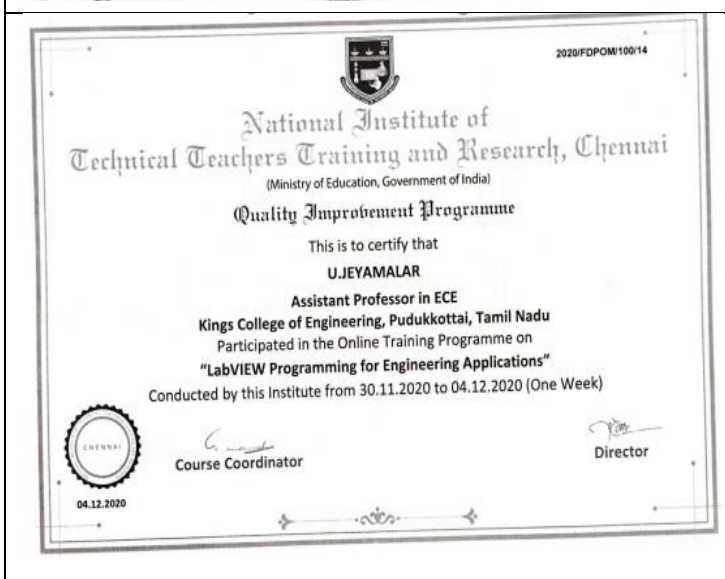 2020/FDPOM/100/14
National Institute of
Technical Teachers Training and Research, Chennai
(Ministry of Education, Government of India)
Quality Improvement Programme
This is to certify that
U.JEYAMALAR
Assistant Professor in ECE
Kings College of Engineering, Pudukkottai, Tamil Nadu
Participated in the Online Training Programme on
"LabVIEW Programming for Engineering Applications"
Conducted by this Institute from 30.11.2020 to 04.12.2020 (One Week)
CHENNAI
Course Coordinator
Director
04.12.2020